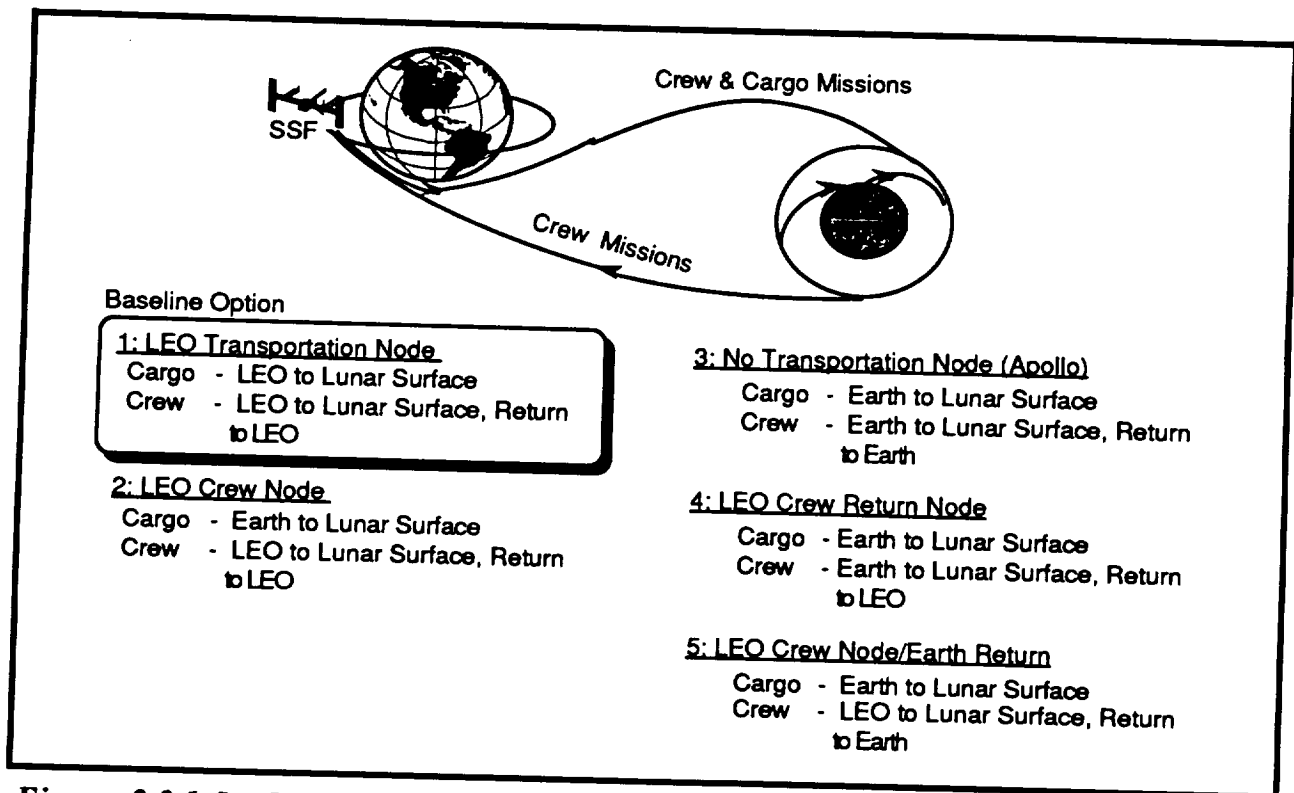 Crew & Cargo Missions
SSF
Crew Missions
Baseline Option
1: LEO Transportation Node
Cargo - LEO to Lunar Surface
Crew - LEO to Lunar Surface, Return
to LEO
2: LEO Crew Node
Cargo - Earth to Lunar Surface
Crew - LEO to Lunar Surface, Return
to LEO
3: No Transportation Node (Apollo)
Cargo - Earth to Lunar Surface
Crew - Earth to Lunar Surface, Return
to Earth
4: LEO Crew Return Node
Cargo - Earth to Lunar Surface
Crew - Earth to Lunar Surface, Return
to LEO
5: LEO Crew Node/Earth Return
Cargo - Earth to Lunar Surface
Crew - LEO to Lunar Surface, Return
to Earth